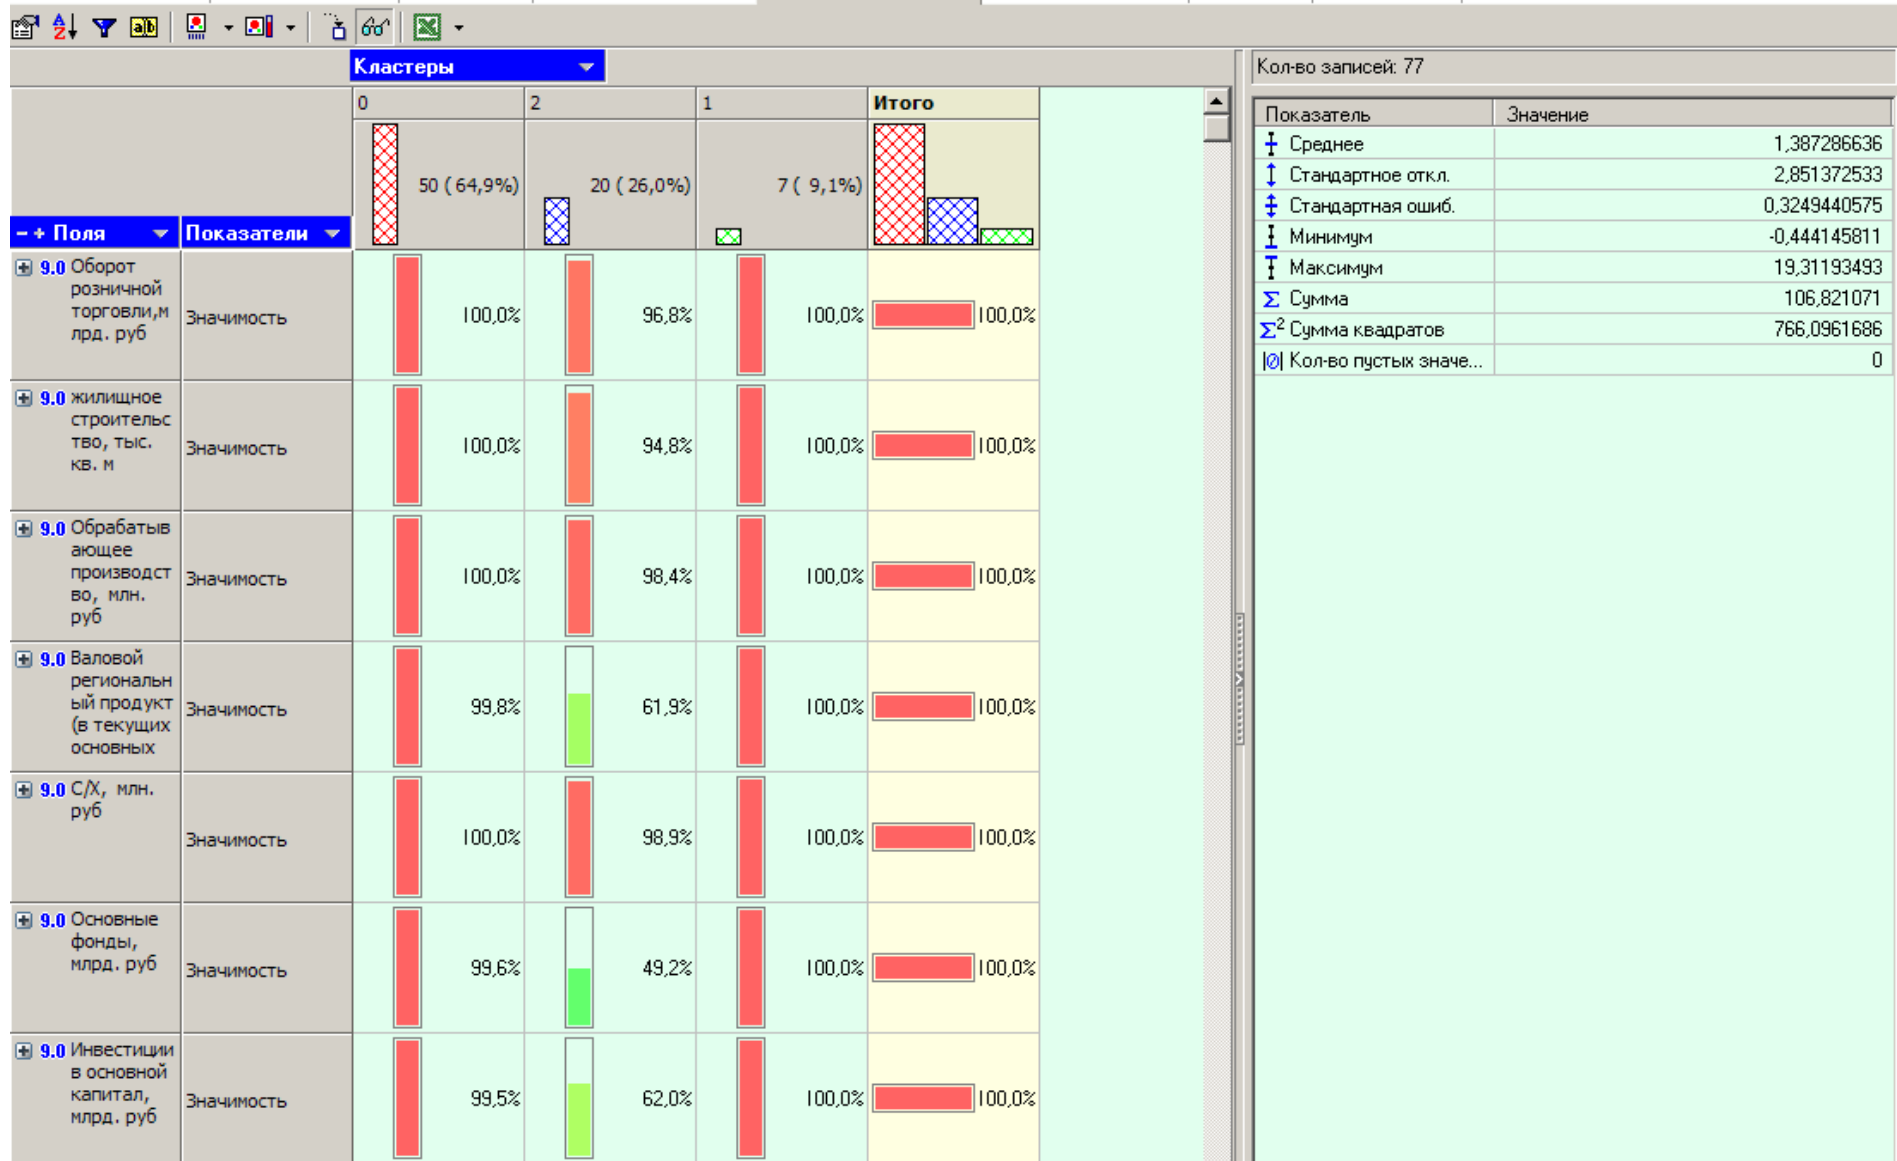 Кластеры
Кол-во записей: 77
0 2 1 Итого
50 ( 64,9%) 20 ( 26,0%) 7 ( 9,1%)
Поля Показатели
9.0 Оборот
розничной
торговли,м
лрд. руб
Значимость 100,0% 96,8% 100,0% 100,0%
9.0 жилищное
строительс
тво, тыс.
кв. м
Значимость 100,0% 94,8% 100,0% 100,0%
9.0 Обрабатыв
ающее
производст
во, млн.
руб
Значимость 100,0% 98,4% 100,0% 100,0%
9.0 Валовой
региональн
ый продукт
(в текущих
основных
Значимость 99,8% 61,9% 100,0% 100,0%
9.0 С/Х, млн.
руб
Значимость 100,0% 98,9% 100,0% 100,0%
9.0 Основные
фонды,
млрд. руб
Значимость 99,6% 49,2% 100,0% 100,0%
9.0 Инвестиции
в основной
капитал,
млрд. руб
Значимость 99,5% 62,0% 100,0% 100,0%
Показатель Значение
Среднее 1,387286636
Стандартное откл. 2,851372533
Стандартная ошиб. 0,3249440575
Минимум -0,444145811
Максимум 19,31193493
Σ Сумма 106,821071
Σ² Сумма квадратов 766,0961686
|0| Кол-во пустых значе... 0